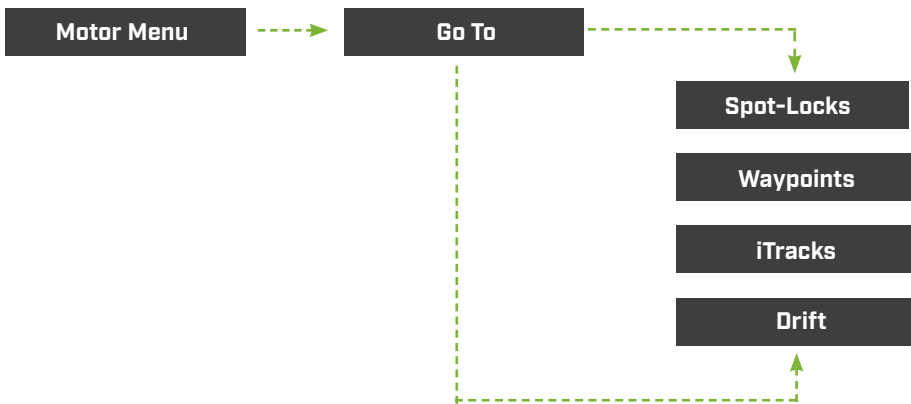 Motor Menu
Go To
Spot-Locks
Waypoints
iTracks
Drift